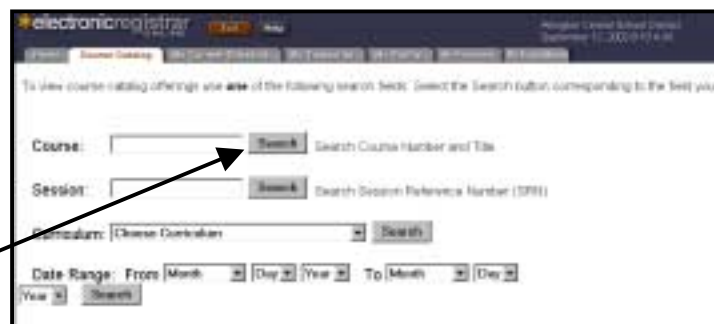 electronicregistrar Exit Help
Home Course Catalog
To view course catalog offerings use one of the following search fields. Select the Search button corresponding to the field you
Course: Search Search Course Number and Title
Session: Search Search Session Reference Number (SRN)
Curriculum: Choose Curriculum Search
Date Range: From Month Day Year To Month Day
Year Search